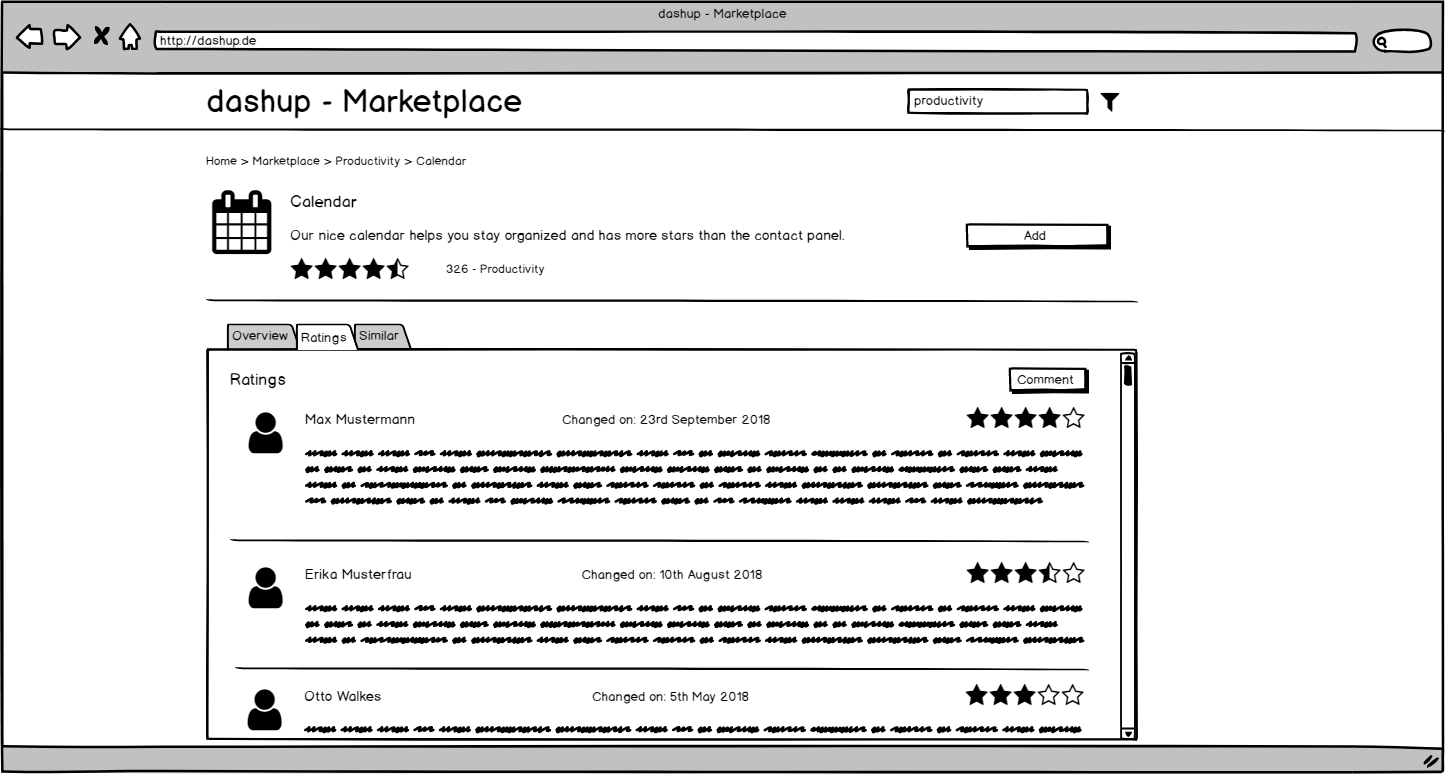 dashup - Marketplace
http://dashup.de
dashup - Marketplace
productivity
Home > Marketplace > Productivity > Calendar
Calendar
Our nice calendar helps you stay organized and has more stars than the contact panel.
Add
326 - Productivity
Overview
Ratings
Similar
Ratings
Comment
Max Mustermann
Changed on: 23rd September 2018
Erika Musterfrau
Changed on: 10th August 2018
Otto Walkes
Changed on: 5th May 2018